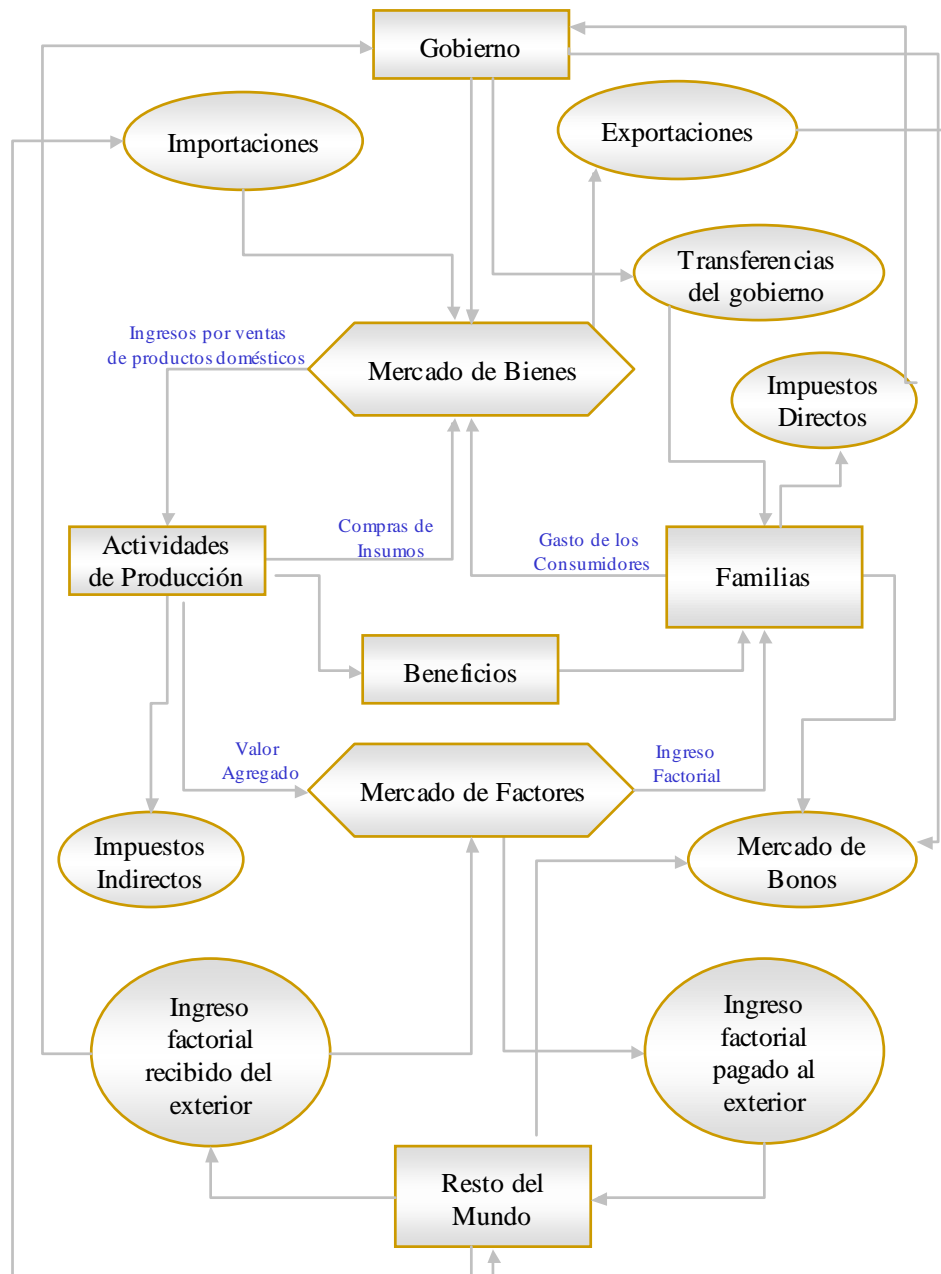 Gobierno
Importaciones
Exportaciones
Transferencias
del gobierno
Ingresos por ventas
de productos domésticos
Mercado de Bienes
Impuestos
Directos
Actividades
de Producción
Compras de
Insumos
Gasto de los
Consumidores
Familias
Beneficios
Valor
Agregado
Mercado de Factores
Ingreso
Factorial
Impuestos
Indirectos
Mercado de
Bonos
Ingreso
factorial
recibido del
exterior
Ingreso
factorial
pagado al
exterior
Resto del
Mundo